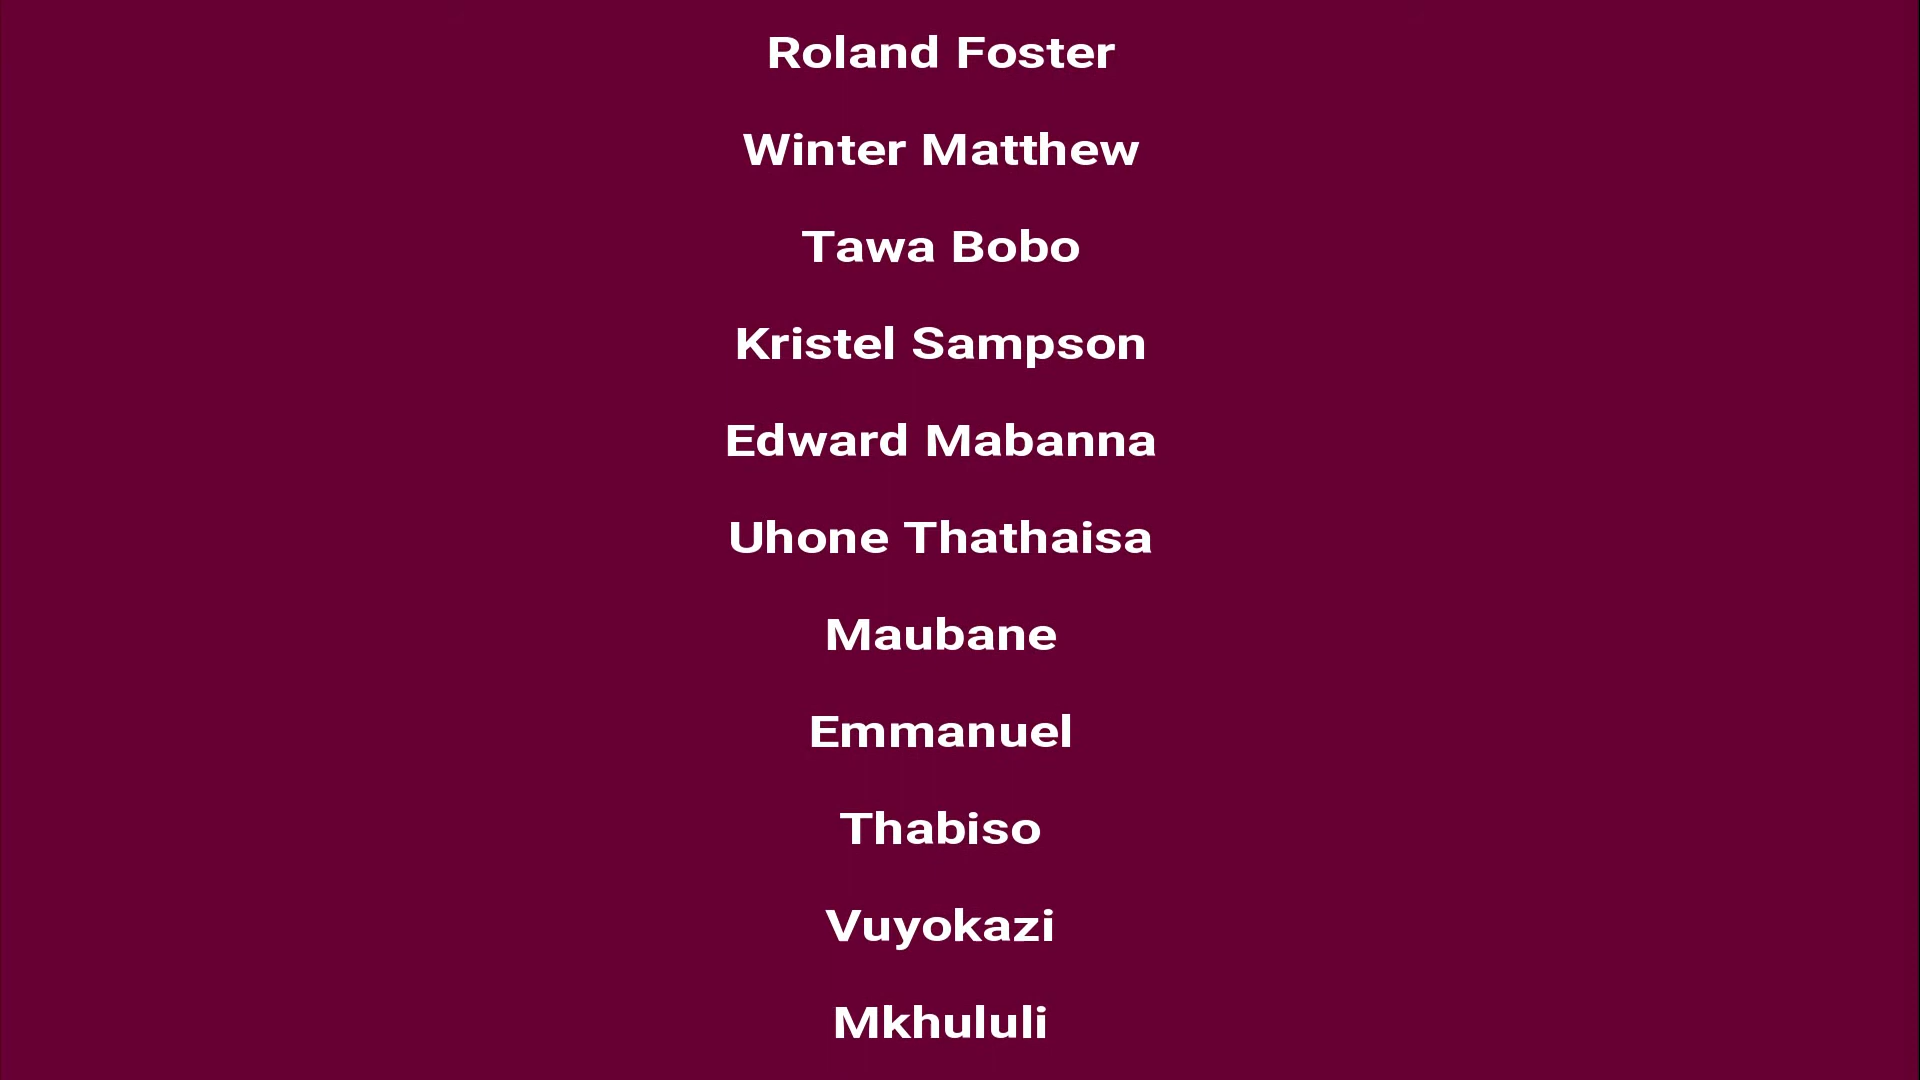 Roland Foster
Winter Matthew
Tawa Bobo
Kristel Sampson
Edward Mabanna
Uhone Thathaisa
Maubane
Emmanuel
Thabiso
Vuyokazi
Mkhululi